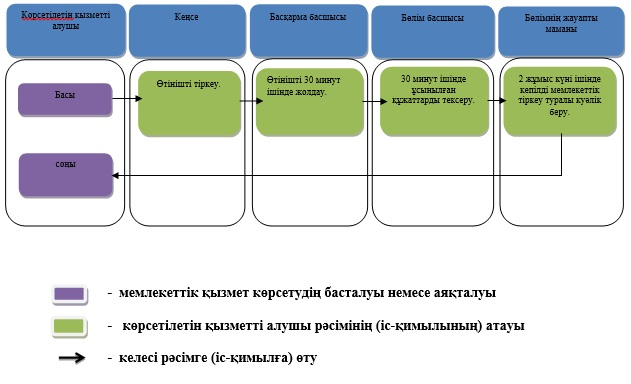 Көрсетілетін қызметті
алушы
Кеңсе
Басқарма басшысы
Бөлім басшысы
Бөлімнің жауапты
маманы
Басы
Өтінішті тіркеу.
Өтінішті 30 минут
ішінде жолдау.
30 минут ішінде
ұсынылған
құжаттарды тексеру.
2 жұмыс күні ішінде
кепілді мемлекеттік
тіркеу туралы куәлік
беру.
соңы
- мемлекеттік қызмет көрсетудің басталуы немесе аяқталуы
- көрсетілетін қызметті алушы рәсімінің (іс-қимылының) атауы
- келесі рәсімге (іс-қимылға) өту